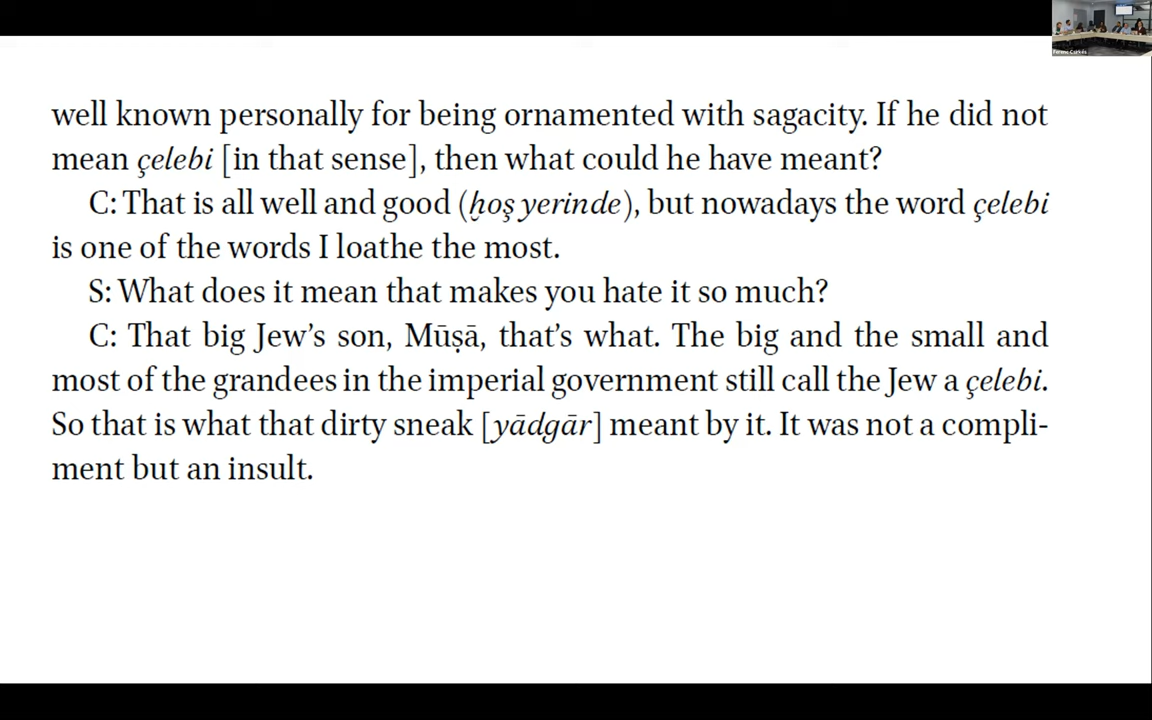 well known personally for being ornamented with sagacity. If he did not
mean çelebi [in that sense], then what could he have meant?
C: That is all well and good (ḫoş yerinde), but nowadays the word çelebi
is one of the words I loathe the most.
S: What does it mean that makes you hate it so much?
C: That big Jew’s son, Mūṣā, that’s what. The big and the small and
most of the grandees in the imperial government still call the Jew a çelebi.
So that is what that dirty sneak [yādgār] meant by it. It was not a compli-
ment but an insult.